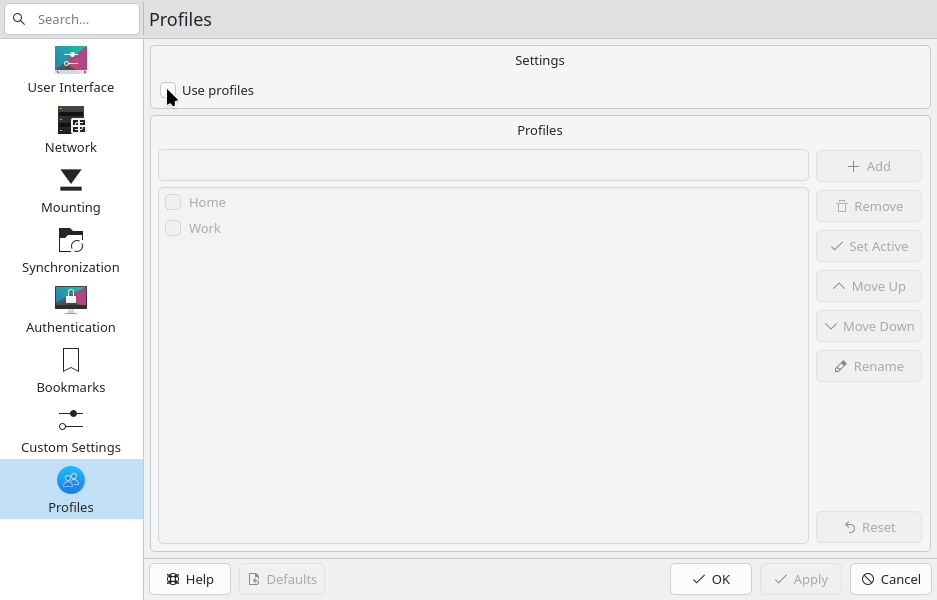 Search...
Profiles
User Interface
Network
Mounting
Synchronization
Authentication
Bookmarks
Custom Settings
Profiles
Settings
Use profiles
Profiles
Home
Work
Add
Remove
Set Active
Move Up
Move Down
Rename
Reset
Help
Defaults
OK
Apply
Cancel